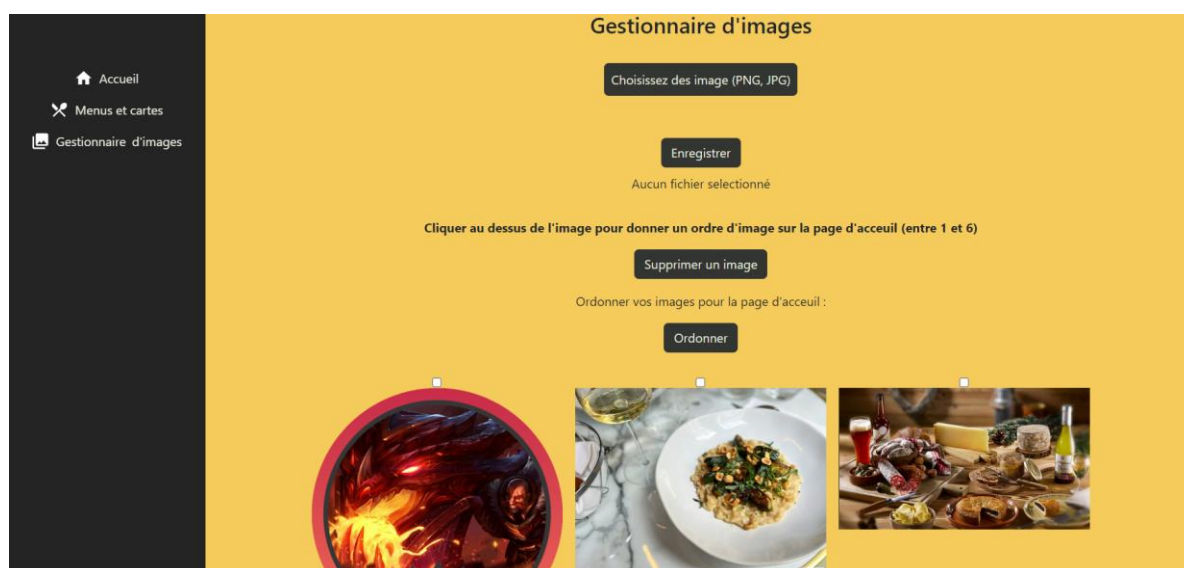 Gestionnaire d'images
Accueil
Choisissez des image (PNG, JPG)
Menus et cartes
Gestionnaire d'images
Enregistrer
Aucun fichier selectionné
Cliquer au dessus de l'image pour donner un ordre d'image sur la page d'acceuil (entre 1 et 6)
Supprimer un image
Ordonner vos images pour la page d'acceuil :
Ordonner